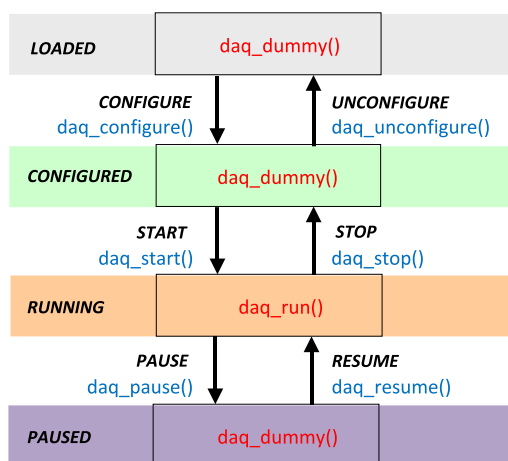 LOADED daq_dummy()
CONFIGURE UNCONFIGURE
daq_configure() daq_unconfigure()
CONFIGURED daq_dummy()
START STOP
daq_start() daq_stop()
RUNNING daq_run()
PAUSE RESUME
daq_pause() daq_resume()
PAUSED daq_dummy()